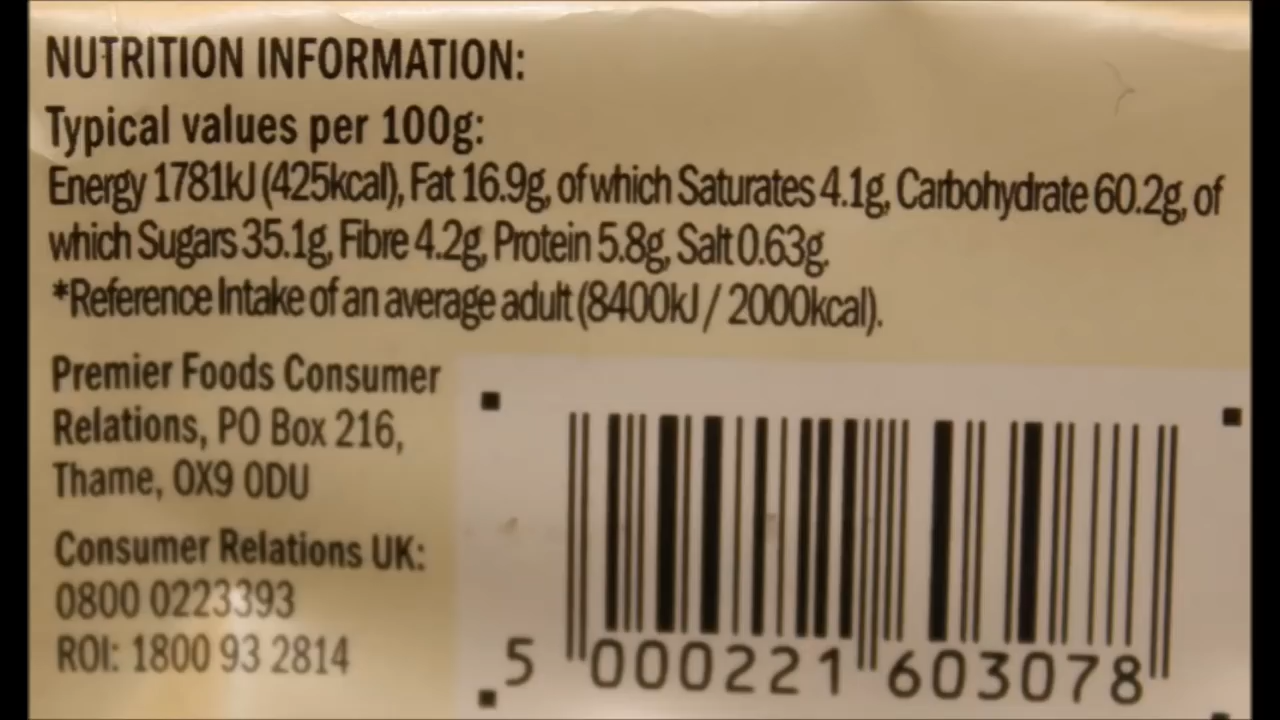 NUTRITION INFORMATION:
Typical values per 100g:
Energy 1781kJ (425kcal), Fat 16.9g, of which Saturates 4.1g, Carbohydrate 60.2g, of
which Sugars 35.1g, Fibre 4.2g, Protein 5.8g, Salt 0.63g.
*Reference Intake of an average adult (8400kJ / 2000kcal).
Premier Foods Consumer
Relations, PO Box 216,
Thame, OX9 0DU
Consumer Relations UK:
0800 0223393
ROI: 1800 93 2814
5 000221 603078